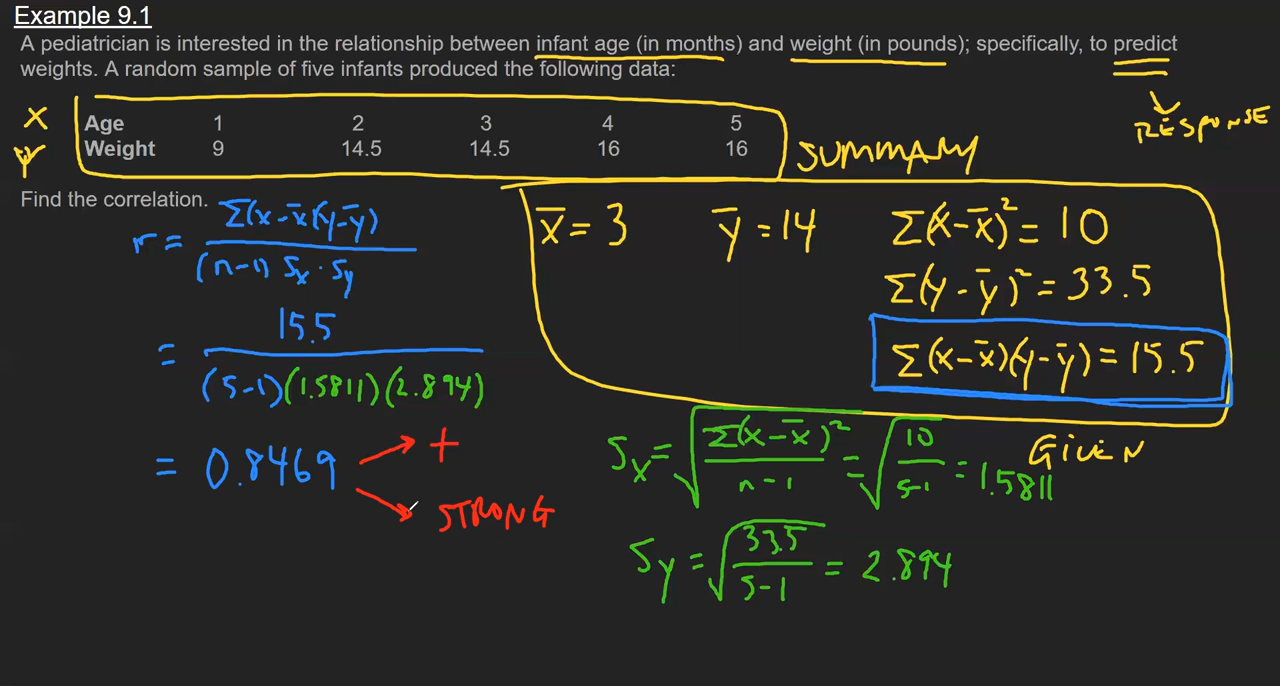 Example 9.1
A pediatrician is interested in the relationship between infant age (in months) and weight (in pounds); specifically, to predict
weights. A random sample of five infants produced the following data:
RESPONSE
X Age 1 2 3 4 5
Y Weight 9 14.5 14.5 16 16
SUMMARY
Find the correlation.
r = Σ(x-x̄)(y-ȳ) / (n-1) Sx · Sy
x̄ = 3 ȳ = 14 Σ(x-x̄)² = 10
Σ(y-ȳ)² = 33.5
Σ(x-x̄)(y-ȳ) = 15.5
GIVEN
= 15.5 / (5-1)(1.5811)(2.894)
= 0.8469
+
STRONG
Sx = √(Σ(x-x̄)² / n-1) = √(10 / 5-1) = 1.5811
Sy = √(33.5 / 5-1) = 2.894